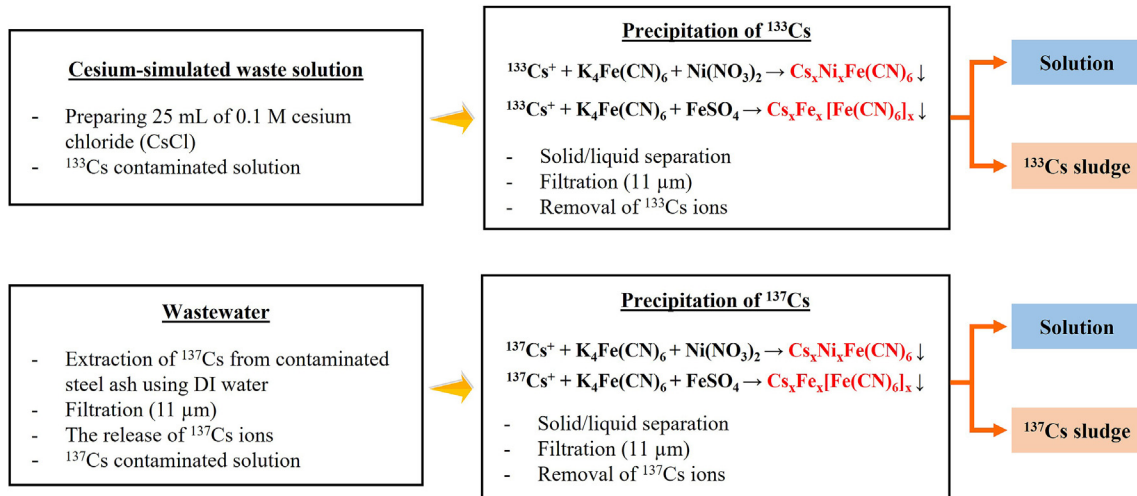 Cesium-simulated waste solution
- Preparing 25 mL of 0.1 M cesium
chloride (CsCl)
- ¹³³Cs contaminated solution
Precipitation of ¹³³Cs
¹³³Cs⁺ + K₄Fe(CN)₆ + Ni(NO₃)₂ → CsₓNiₓFe(CN)₆ ↓
¹³³Cs⁺ + K₄Fe(CN)₆ + FeSO₄ → CsₓFeₓ [Fe(CN)₆]ₓ ↓
- Solid/liquid separation
- Filtration (11 µm)
- Removal of ¹³³Cs ions
Solution
¹³³Cs sludge
Wastewater
- Extraction of ¹³⁷Cs from contaminated
steel ash using DI water
- Filtration (11 µm)
- The release of ¹³⁷Cs ions
- ¹³⁷Cs contaminated solution
Precipitation of ¹³⁷Cs
¹³⁷Cs⁺ + K₄Fe(CN)₆ + Ni(NO₃)₂ → CsₓNiₓFe(CN)₆ ↓
¹³⁷Cs⁺ + K₄Fe(CN)₆ + FeSO₄ → CsₓFeₓ[Fe(CN)₆]ₓ ↓
- Solid/liquid separation
- Filtration (11 µm)
- Removal of ¹³⁷Cs ions
Solution
¹³⁷Cs sludge